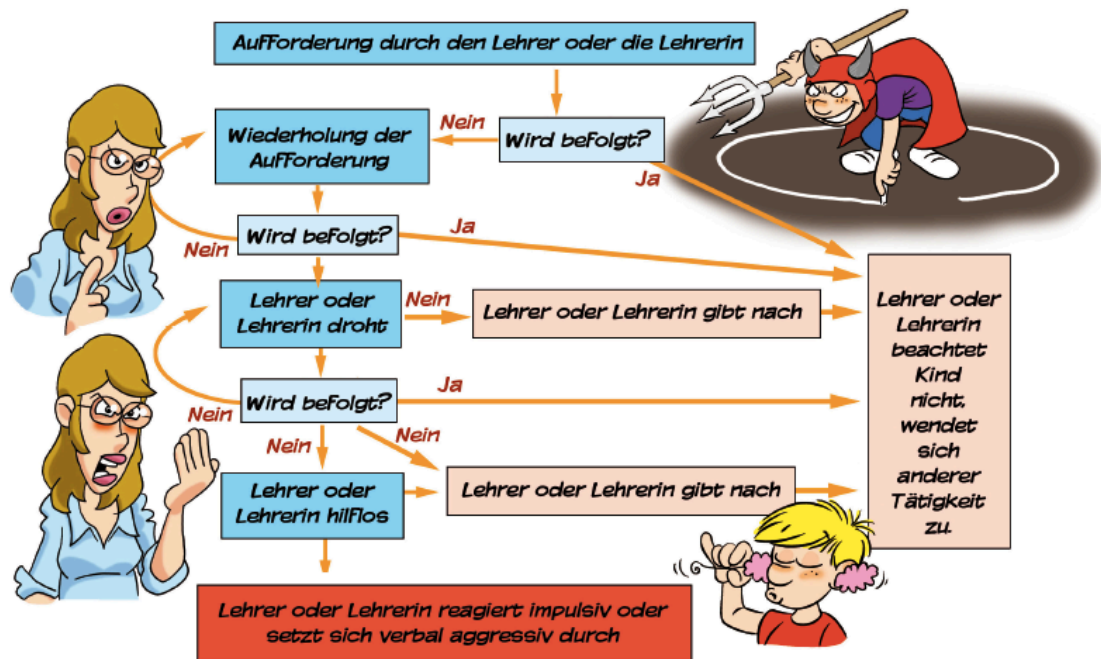 Aufforderung durch den Lehrer oder die Lehrerin
Nein
Wird befolgt?
Wiederholung der
Aufforderung
Ja
Nein
Wird befolgt?
Ja
Lehrer oder
Lehrerin droht
Nein
Lehrer oder Lehrerin gibt nach
Lehrer oder
Lehrerin
beachtet
Kind
nicht,
wendet
sich
anderer
Tätigkeit
zu.
Nein
Wird befolgt?
Ja
Nein
Nein
Lehrer oder
Lehrerin hilflos
Lehrer oder Lehrerin gibt nach
Lehrer oder Lehrerin reagiert impulsiv oder
setzt sich verbal aggressiv durch